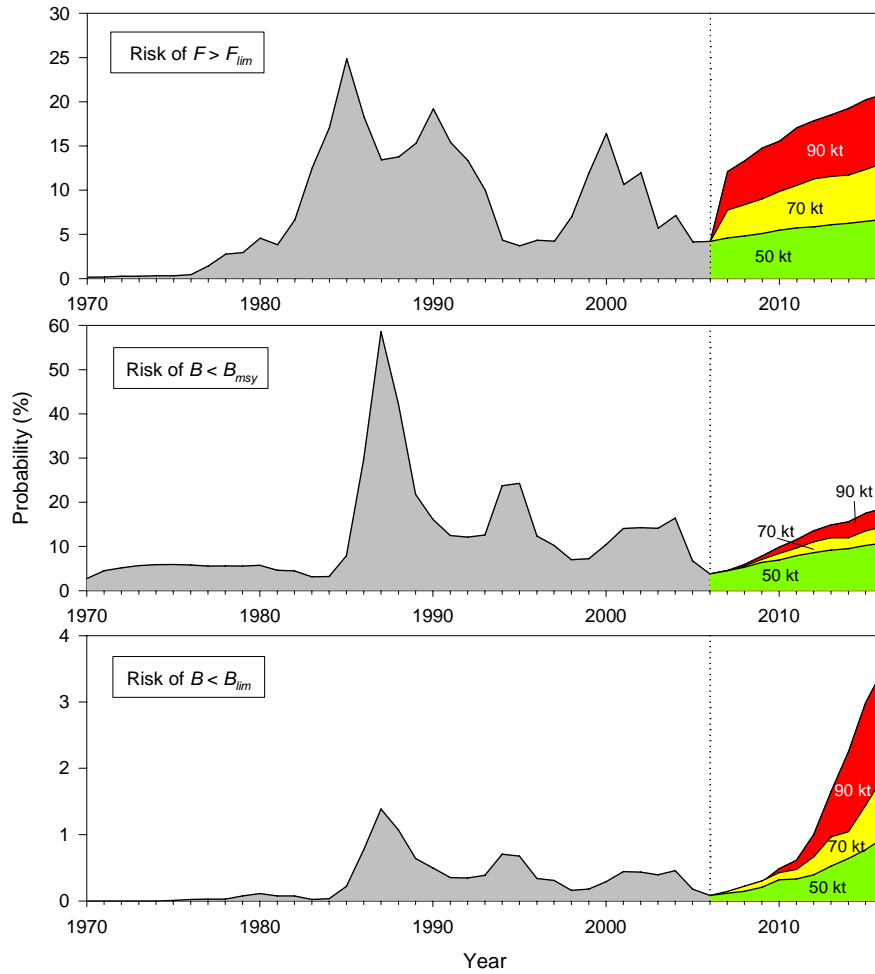 30
25
20
15
10
5
0
Risk of F > Flim
90 kt
70 kt
50 kt
1970 1980 1990 2000 2010
60
50
40
30
20
10
0
Risk of B < Bmsy
90 kt
70 kt
50 kt
1970 1980 1990 2000 2010
Probability (%)
4
3
2
1
0
Risk of B < Blim
90 kt
70 kt
50 kt
1970 1980 1990 2000 2010
Year